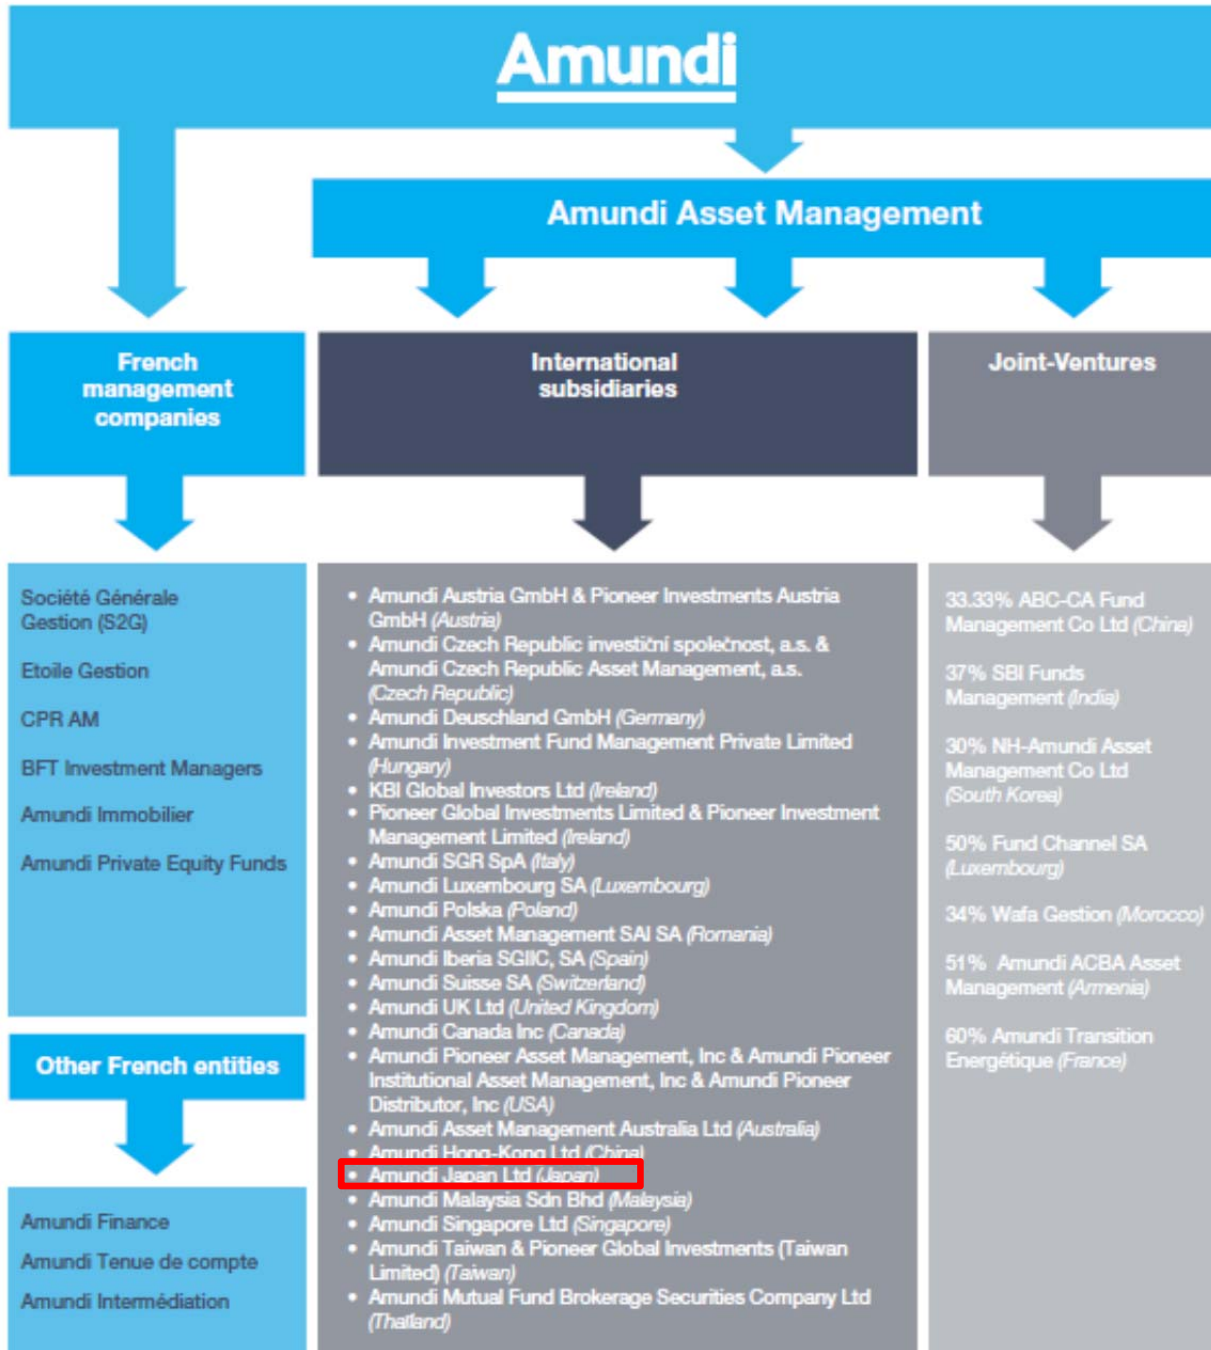 Amundi
Amundi Asset Management
French
management
companies
International
subsidiaries
Joint-Ventures
Société Générale
Gestion (S2G)
Etoile Gestion
CPR AM
BFT Investment Managers
Amundi Immobilier
Amundi Private Equity Funds
Other French entities
Amundi Finance
Amundi Tenue de compte
Amundi Intermédiation
• Amundi Austria GmbH & Pioneer Investments Austria
GmbH (Austria)
• Amundi Czech Republic investiční společnost, a.s. &
Amundi Czech Republic Asset Management, a.s.
(Czech Republic)
• Amundi Deuschland GmbH (Germany)
• Amundi Investment Fund Management Private Limited
(Hungary)
• KBI Global Investors Ltd (Ireland)
• Pioneer Global Investments Limited & Pioneer Investment
Management Limited (Ireland)
• Amundi SGR SpA (Italy)
• Amundi Luxembourg SA (Luxembourg)
• Amundi Polska (Poland)
• Amundi Asset Management SAI SA (Romania)
• Amundi Iberia SGIIC, SA (Spain)
• Amundi Suisse SA (Switzerland)
• Amundi UK Ltd (United Kingdom)
• Amundi Canada Inc (Canada)
• Amundi Pioneer Asset Management, Inc & Amundi Pioneer
Institutional Asset Management, Inc & Amundi Pioneer
Distributor, Inc (USA)
• Amundi Asset Management Australia Ltd (Australia)
• Amundi Hong-Kong Ltd (China)
• Amundi Japan Ltd (Japan)
• Amundi Malaysia Sdn Bhd (Malaysia)
• Amundi Singapore Ltd (Singapore)
• Amundi Taiwan & Pioneer Global Investments (Taiwan
Limited) (Taiwan)
• Amundi Mutual Fund Brokerage Securities Company Ltd
(Thailand)
33.33% ABC-CA Fund
Management Co Ltd (China)
37% SBI Funds
Management (India)
30% NH-Amundi Asset
Management Co Ltd
(South Korea)
50% Fund Channel SA
(Luxembourg)
34% Wafa Gestion (Morocco)
51% Amundi ACBA Asset
Management (Armenia)
60% Amundi Transition
Energétique (France)